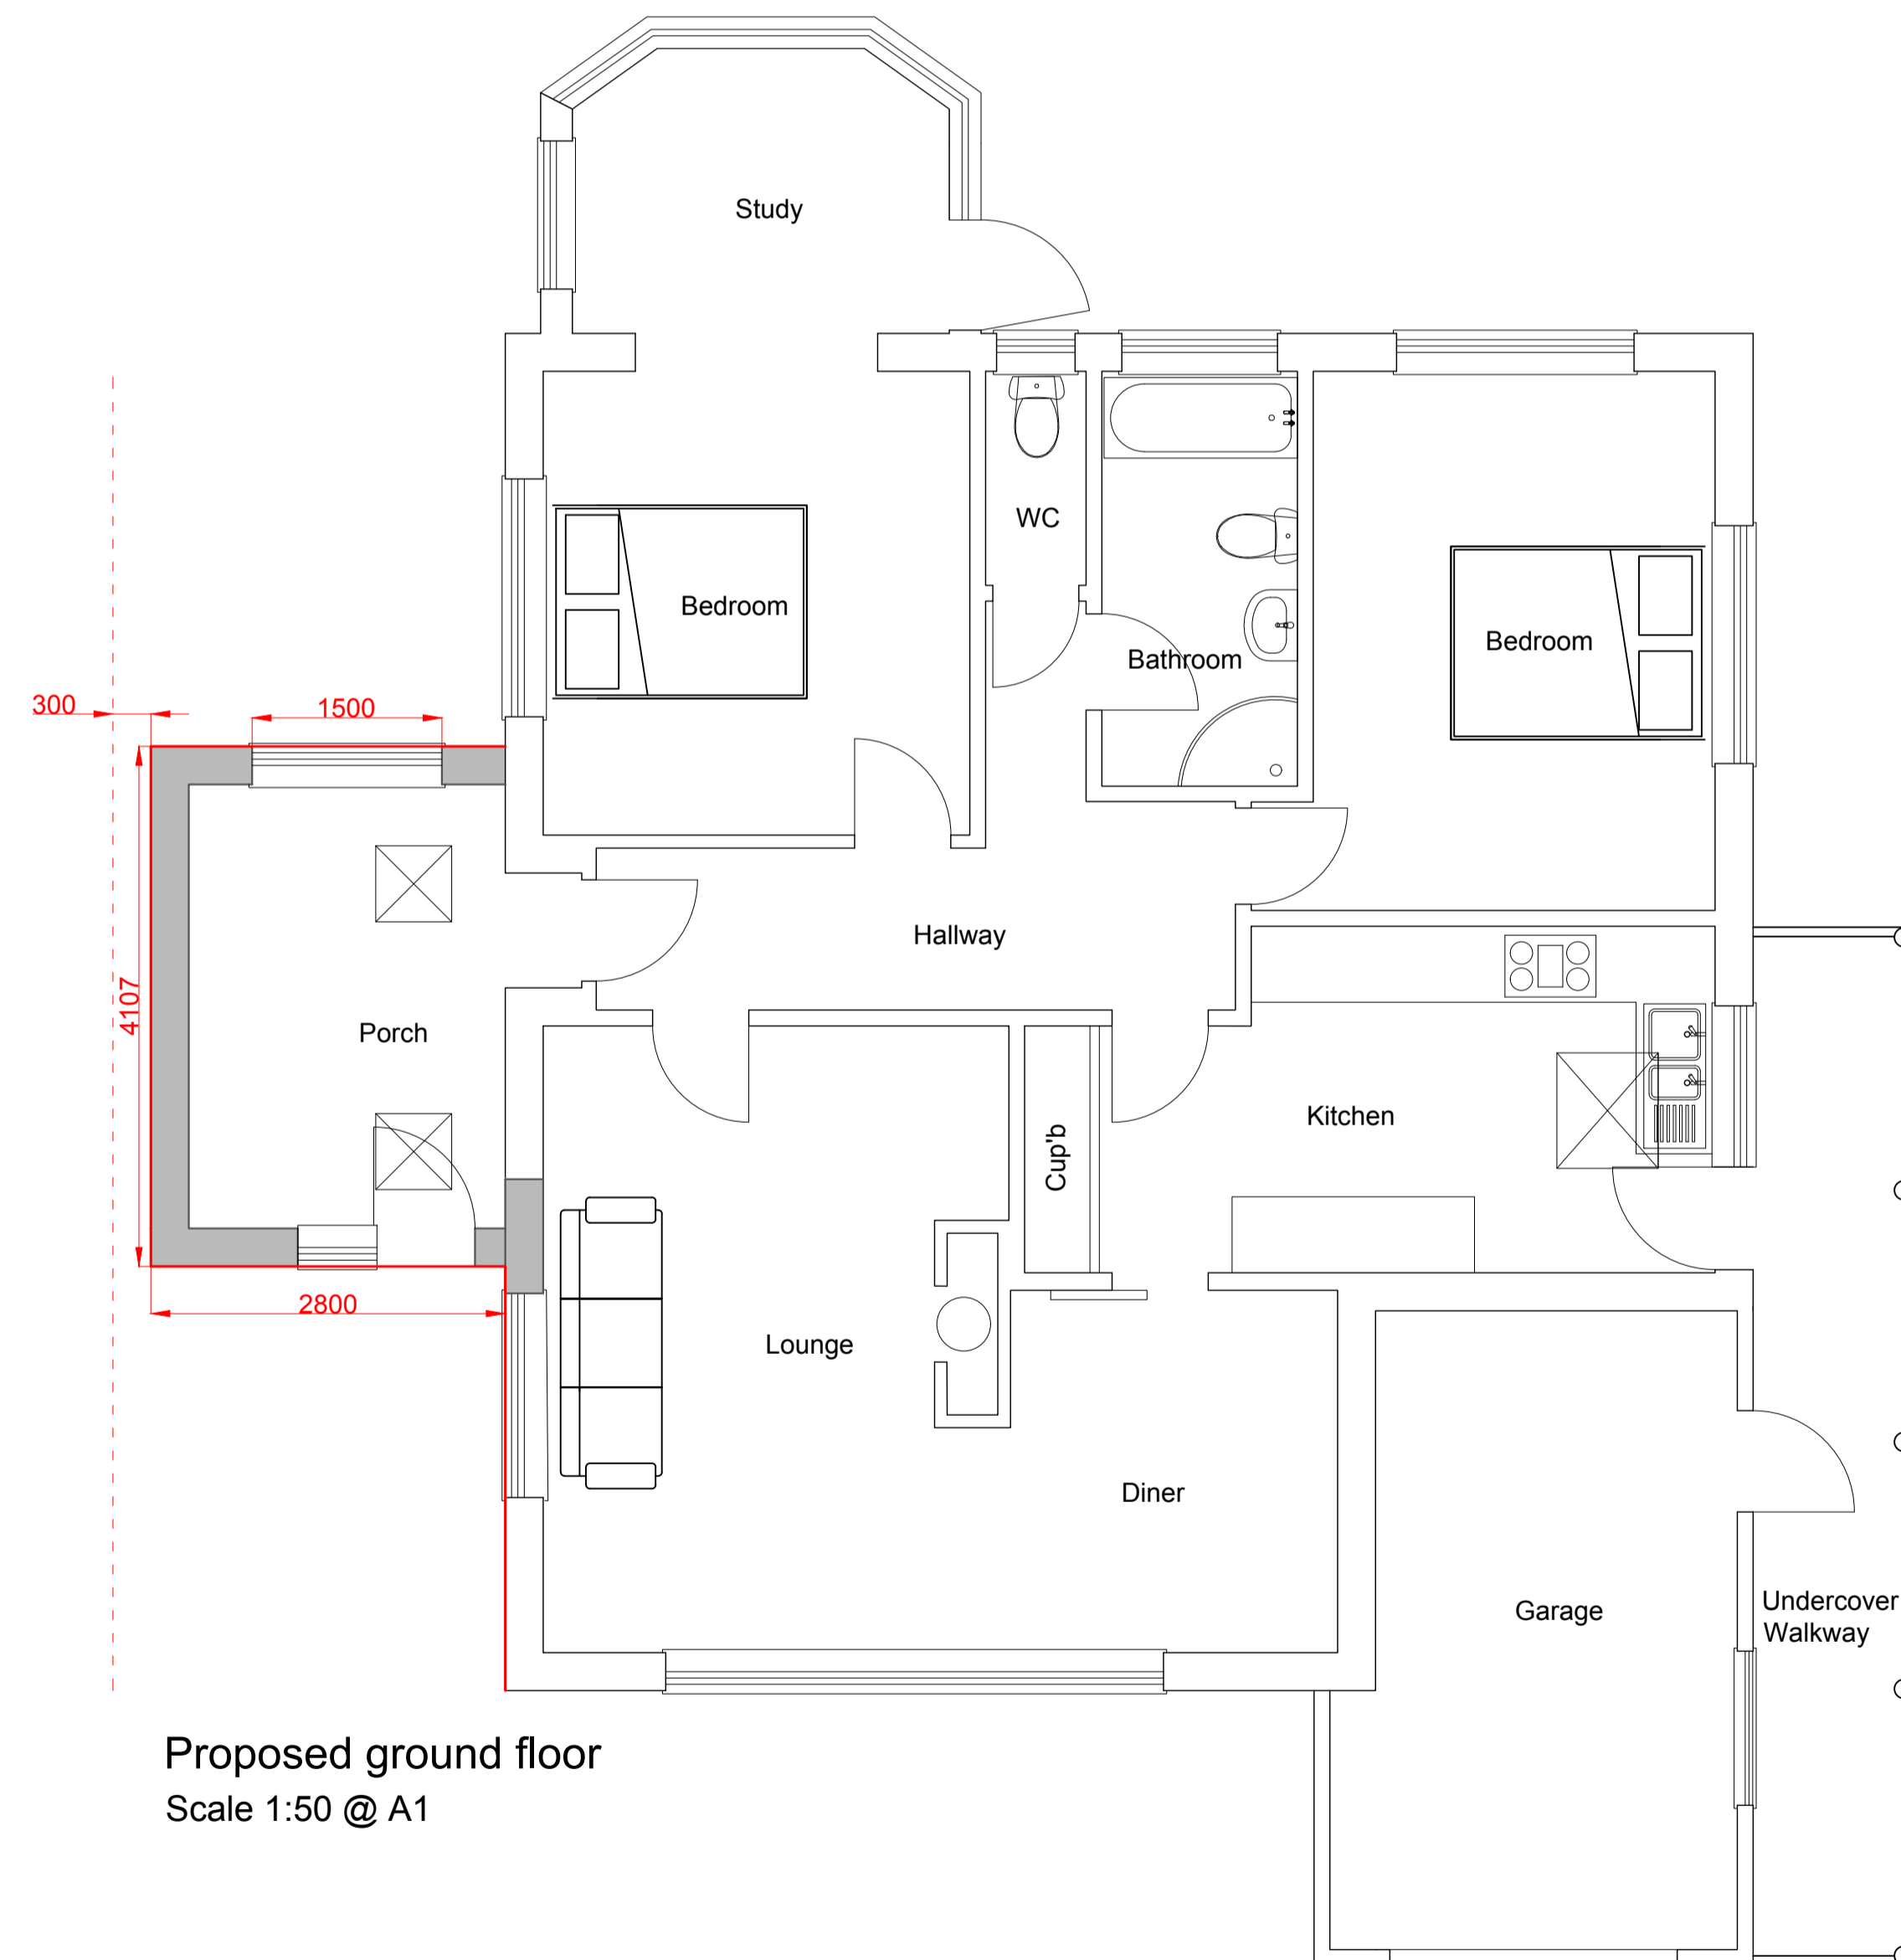 Study
WC
Bedroom
Bathroom
Bedroom
300
1500
Hallway
4107
Porch
Kitchen
Cup'b
2800
Lounge
Diner
Garage
Undercover
Walkway
Proposed ground floor
Scale 1:50 @ A1